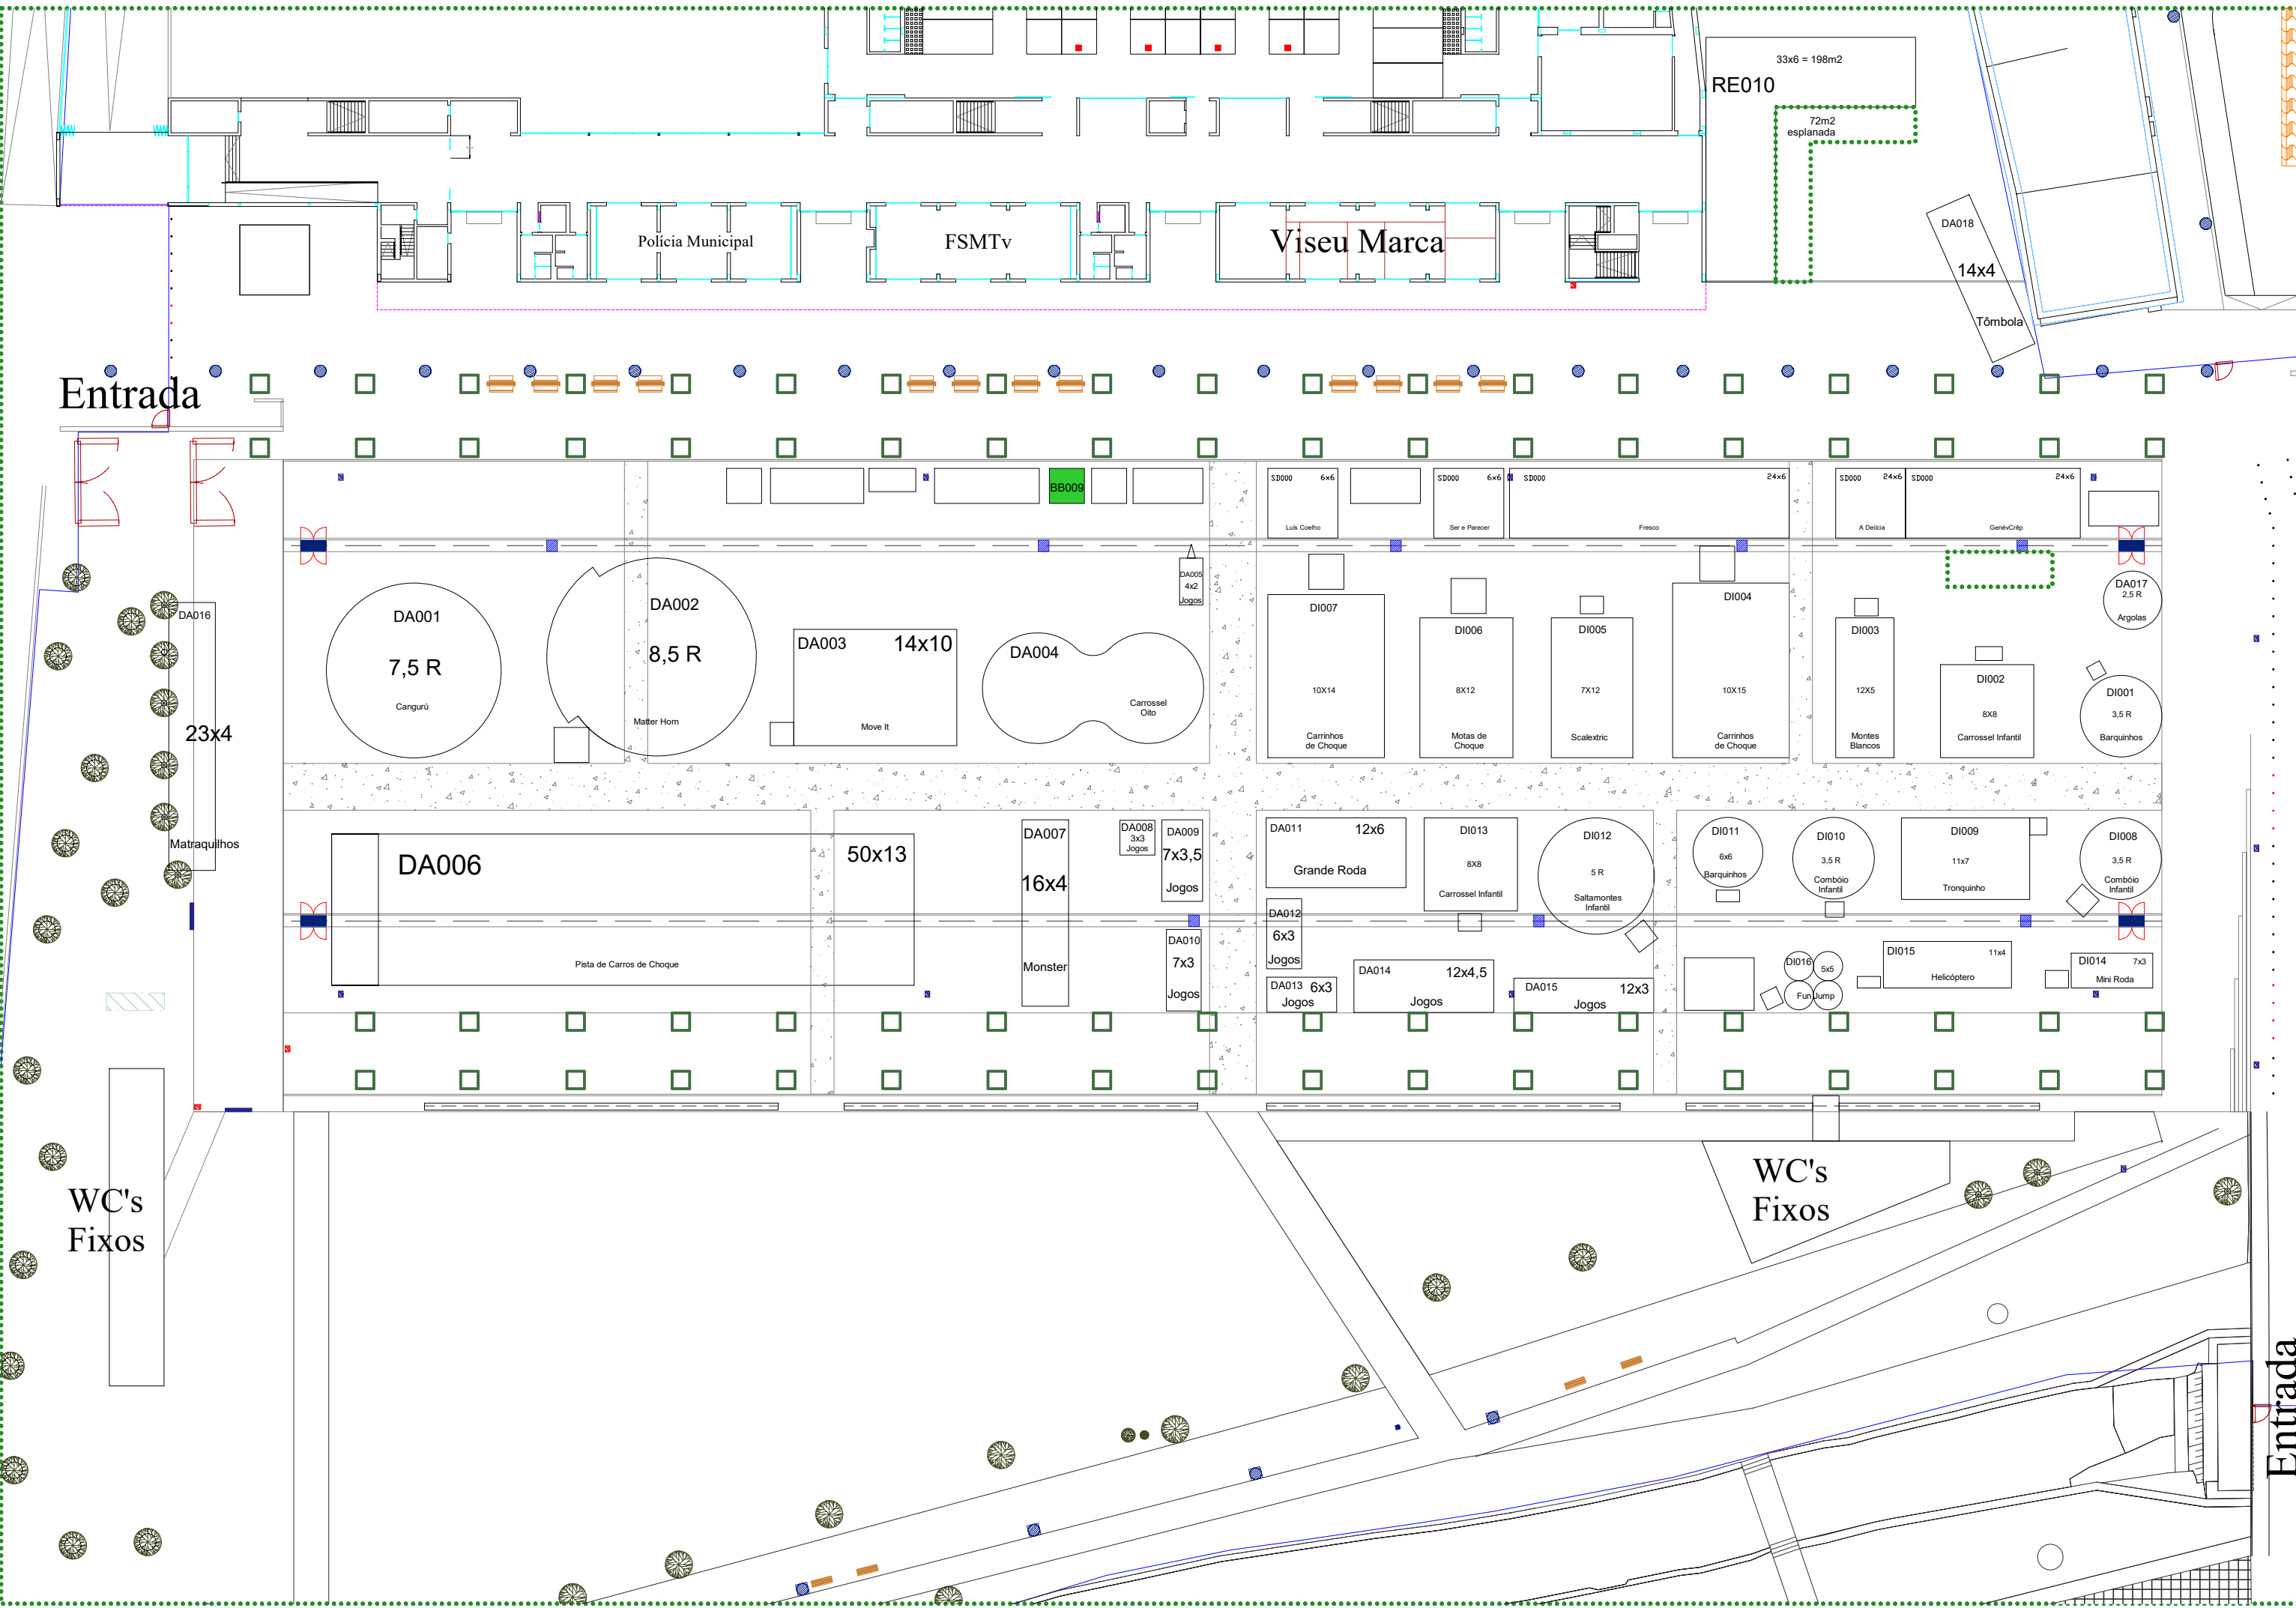 33x6 = 198m2
RE010
72m2
esplanada
DA018
14x4
Tômbola
Polícia Municipal
FSMTv
Viseu Marca
Entrada
BB009
SD000 6x6
Luís Coelho
SD000 6x6
Ser e Parecer
SD000 24x6
Fresco
SD000 24x6
A Delícia
SD000 24x6
GenévCrêp
DA016
23x4
Matraquilhos
DA001
7,5 R
Cangurú
DA002
8,5 R
Matter Horn
DA003 14x10
Move It
DA004
Carrossel
Oito
DA005
4x2
Jogos
DI007
10X14
Carrinhos
de Choque
DI006
8X12
Motas de
Choque
DI005
7X12
Scalextric
DI004
10X15
Carrinhos
de Choque
DI003
12X5
Montes
Blancos
DI002
8X8
Carrossel Infantil
DA017
2,5 R
Argolas
DI001
3,5 R
Barquinhos
DA006
50x13
Pista de Carros de Choque
DA007
16x4
Monster
DA008
3x3
Jogos
DA009
7x3,5
Jogos
DA010
7x3
Jogos
DA011 12x6
Grande Roda
DA012
6x3
Jogos
DA013 6x3
Jogos
DA014 12x4,5
Jogos
DA015 12x3
Jogos
DI013
8X8
Carrossel Infantil
DI012
5 R
Saltamontes
Infantil
DI011
6x6
Barquinhos
DI010
3,5 R
Combóio
Infantil
DI009
11x7
Tronquinho
DI008
3,5 R
Combóio
Infantil
DI016
5x5
Fun Jump
DI015 11x4
Helicóptero
DI014 7x3
Mini Roda
WC's
Fixos
WC's
Fixos
Entrada